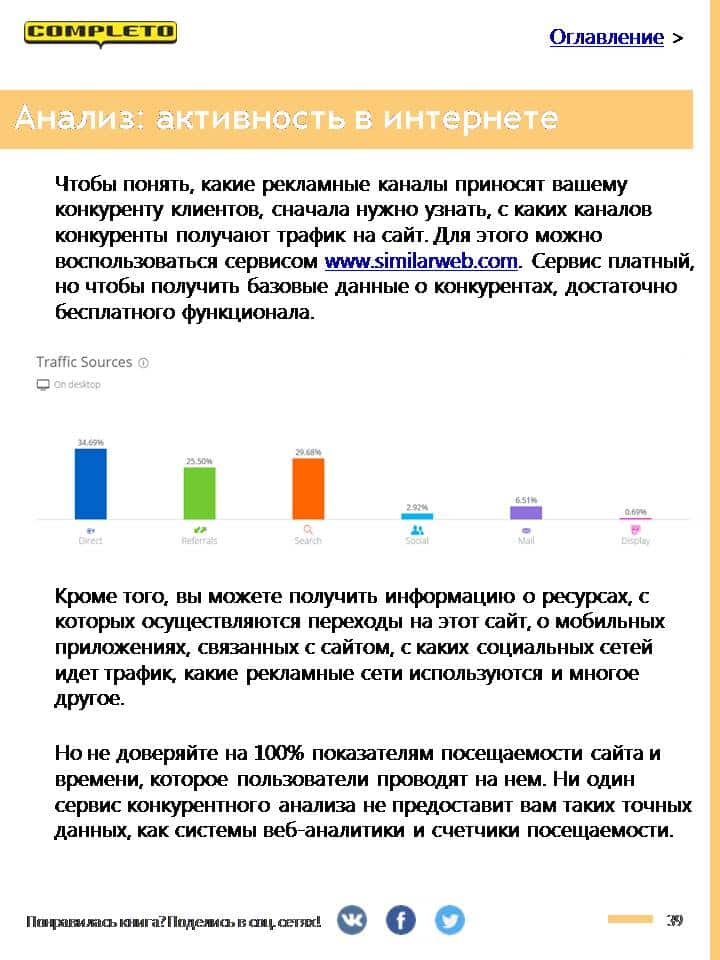 COMPLETO
Оглавление >
Анализ: активность в интернете
Чтобы понять, какие рекламные каналы приносят вашему
конкуренту клиентов, сначала нужно узнать, с каких каналов
конкуренты получают трафик на сайт. Для этого можно
воспользоваться сервисом www.similarweb.com. Сервис платный,
но чтобы получить базовые данные о конкурентах, достаточно
бесплатного функционала.
Traffic Sources
On desktop
34.69%
25.50%
29.68%
2.92%
6.51%
0.69%
Direct
Referrals
Search
Social
Mail
Display
Кроме того, вы можете получить информацию о ресурсах, с
которых осуществляются переходы на этот сайт, о мобильных
приложениях, связанных с сайтом, с каких социальных сетей
идет трафик, какие рекламные сети используются и многое
другое.
Но не доверяйте на 100% показателям посещаемости сайта и
времени, которое пользователи проводят на нем. Ни один
сервис конкурентного анализа не предоставит вам таких точных
данных, как системы веб-аналитики и счетчики посещаемости.
Понравилась книга? Поделись в соц. сетях!
39